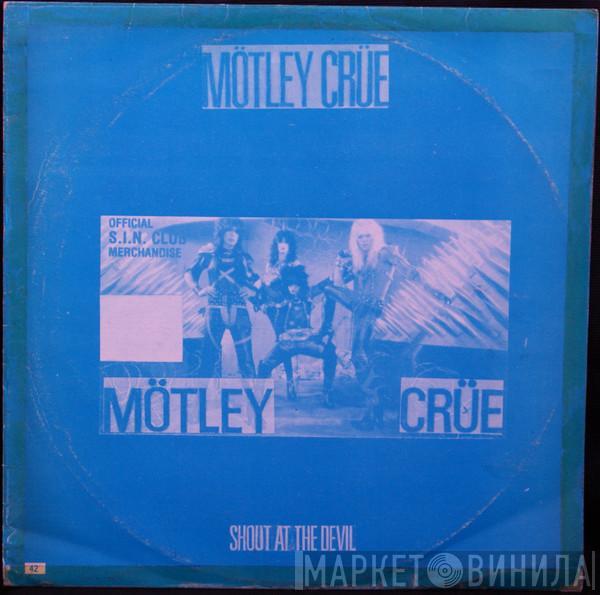 MÖTLEY CRÜE
OFFICIAL
S.I.N. CLUB
MERCHANDISE
MÖTLEY CRÜE
SHOUT AT THE DEVIL
42
МАРКЕТ ВИНИЛА